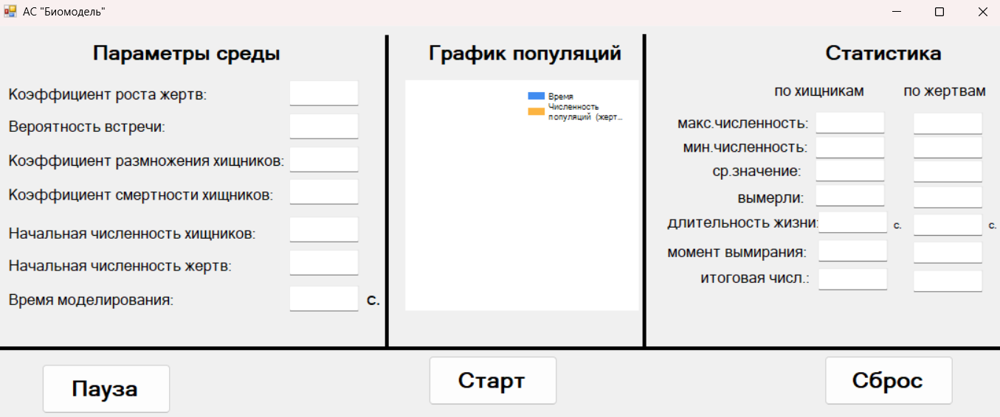 АС "Биомодель"
Параметры среды
Коэффициент роста жертв:
Вероятность встречи:
Коэффициент размножения хищников:
Коэффициент смертности хищников:
Начальная численность хищников:
Начальная численность жертв:
Время моделирования:
с.
График популяций
Время
Численность
популяций (жерт...
Статистика
по хищникам по жертвам
макс.численность:
мин.численность:
ср.значение:
вымерли:
длительность жизни: с. с.
момент вымирания:
итоговая числ.:
Пауза
Старт
Сброс